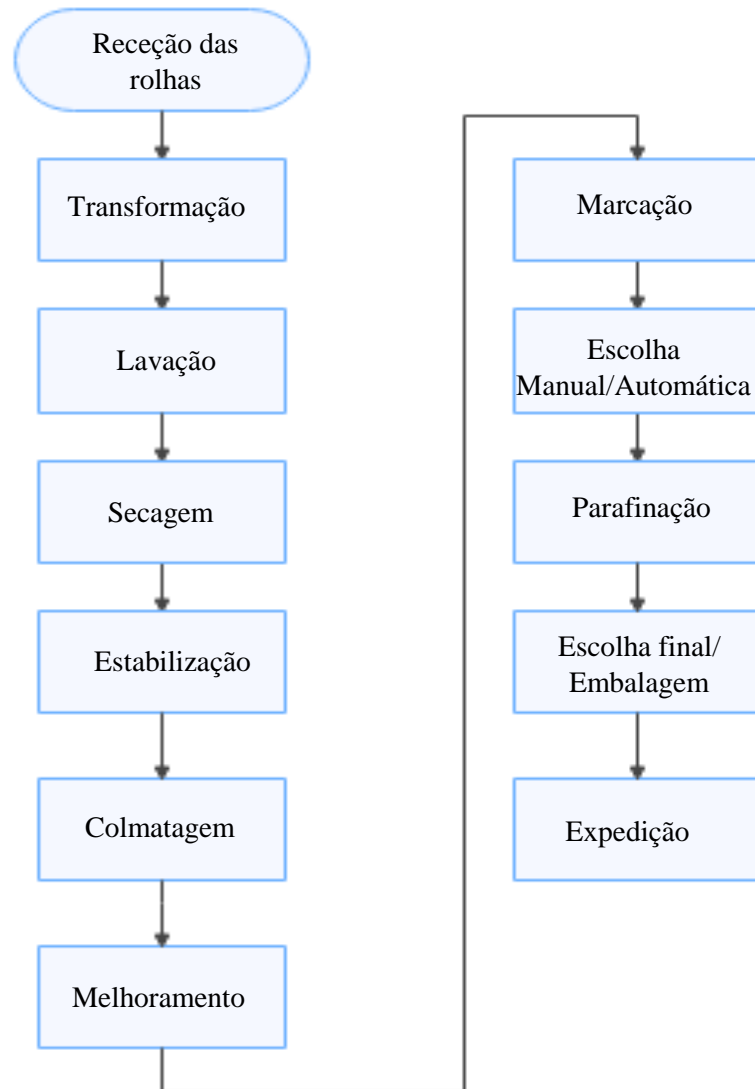 Receção das
rolhas
Transformação
Lavação
Secagem
Estabilização
Colmatagem
Melhoramento
Marcação
Escolha
Manual/Automática
Parafinação
Escolha final/
Embalagem
Expedição